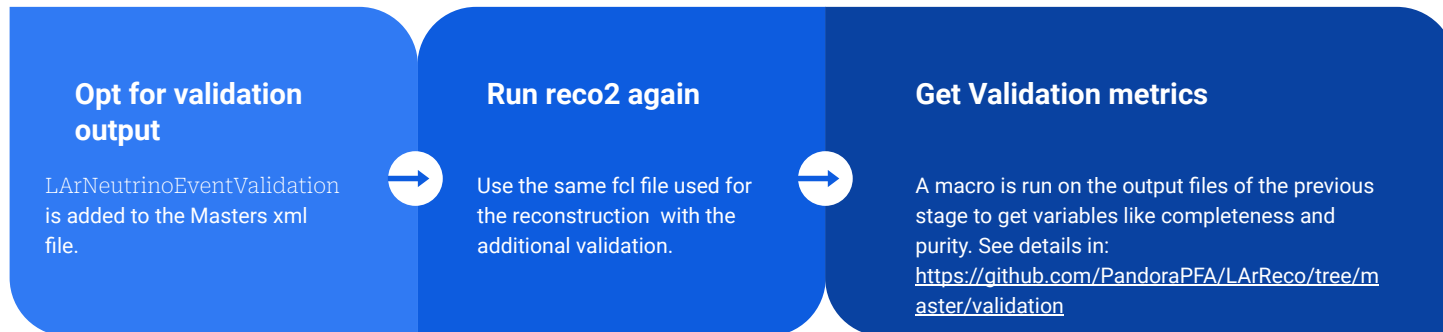 Opt for validation
output
LArNeutrinoEventValidation
is added to the Masters xml
file.
Run reco2 again
Use the same fcl file used for
the reconstruction with the
additional validation.
Get Validation metrics
A macro is run on the output files of the previous
stage to get variables like completeness and
purity. See details in:
https://github.com/PandoraPFA/LArReco/tree/m
aster/validation